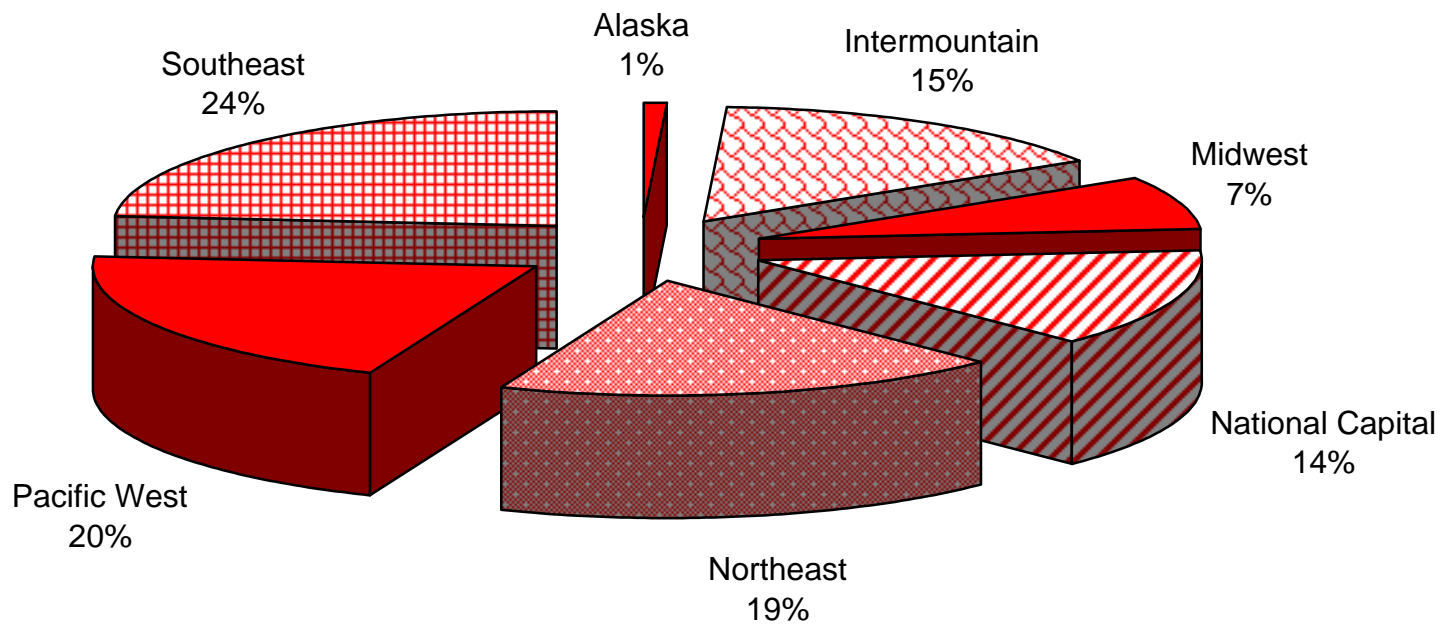 Alaska
1%
Intermountain
15%
Southeast
24%
Midwest
7%
National Capital
14%
Pacific West
20%
Northeast
19%